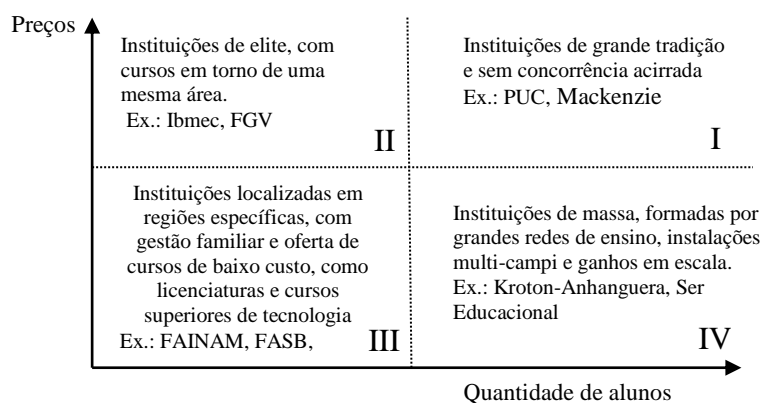 Preços
Instituições de elite, com
cursos em torno de uma
mesma área.
Ex.: Ibmec, FGV
II
Instituições de grande tradição
e sem concorrência acirrada
Ex.: PUC, Mackenzie
I
Instituições localizadas em
regiões específicas, com
gestão familiar e oferta de
cursos de baixo custo, como
licenciaturas e cursos
superiores de tecnologia
Ex.: FAINAM, FASB,
III
Instituições de massa, formadas por
grandes redes de ensino, instalações
multi-campi e ganhos em escala.
Ex.: Kroton-Anhanguera, Ser
Educacional
IV
Quantidade de alunos